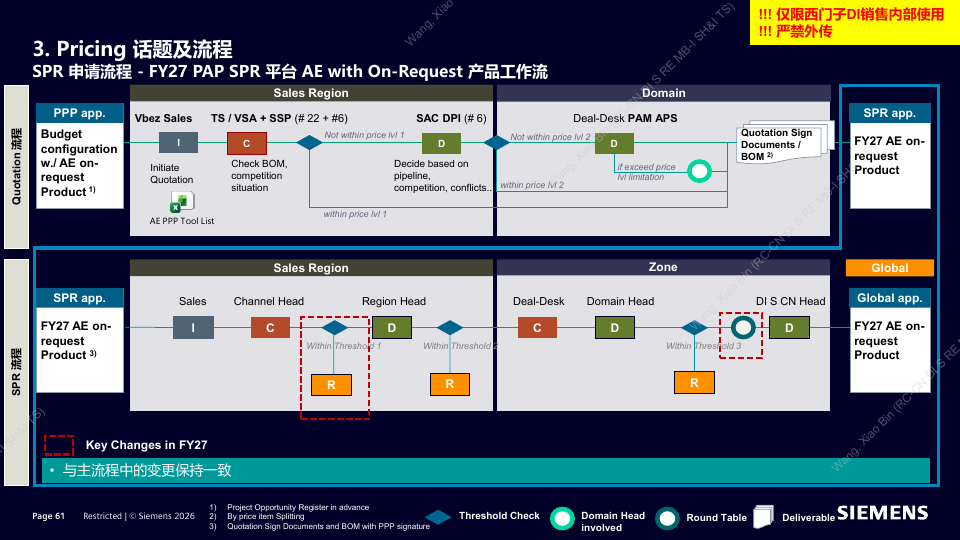 !!! 仅限西门子DI销售内部使用
!!! 严禁外传
3. Pricing 话题及流程
SPR 申请流程 - FY27 PAP SPR 平台 AE with On-Request 产品工作流
Quotation 流程
PPP app.
Budget
configuration
w./ AE on-
request
Product 1)
Sales Region
Domain
Vbez Sales
TS / VSA + SSP (# 22 + #6)
SAC DPI (# 6)
Deal-Desk PAM APS
I
C
Not within price lvl 1
D
Not within price lvl 2
D
Initiate
Quotation
Check BOM,
competition
situation
Decide based on
pipeline,
competition, conflicts..
if exceed price
lvl limitation
within price lvl 2
within price lvl 1
AE PPP Tool List
Quotation Sign
Documents /
BOM 2)
SPR app.
FY27 AE on-
request
Product
SPR 流程
SPR app.
FY27 AE on-
request
Product 3)
Sales Region
Zone
Global
Sales
Channel Head
Region Head
Deal-Desk
Domain Head
DI S CN Head
I
C
D
C
D
D
Within Threshold 1
Within Threshold 2
Within Threshold 3
R
R
R
Global app.
FY27 AE on-
request
Product
Key Changes in FY27
• 与主流程中的变更保持一致
Page 61
Restricted | © Siemens 2026
1) Project Opportunity Register in advance
2) By price item Splitting
3) Quotation Sign Documents and BOM with PPP signature
Threshold Check
Domain Head
involved
Round Table
Deliverable
SIEMENS
Wang, Xiao Bin (RC-CN DI S RE MB-I SH&I TS)